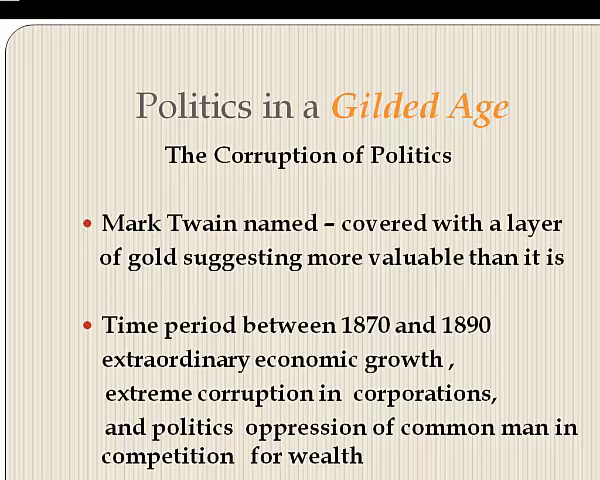 Politics in a Gilded Age
The Corruption of Politics
• Mark Twain named – covered with a layer
of gold suggesting more valuable than it is
• Time period between 1870 and 1890
extraordinary economic growth ,
extreme corruption in corporations,
and politics oppression of common man in
competition for wealth